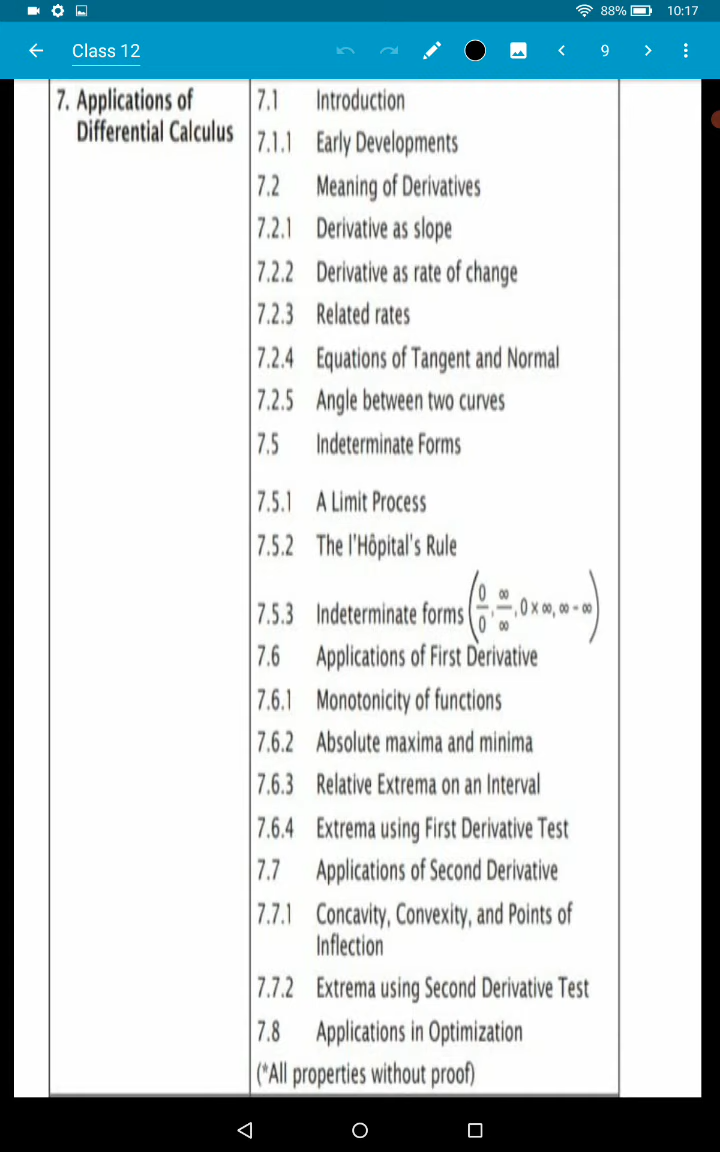 88% 10:17
Class 12 9
7. Applications of
Differential Calculus
7.1 Introduction
7.1.1 Early Developments
7.2 Meaning of Derivatives
7.2.1 Derivative as slope
7.2.2 Derivative as rate of change
7.2.3 Related rates
7.2.4 Equations of Tangent and Normal
7.2.5 Angle between two curves
7.5 Indeterminate Forms
7.5.1 A Limit Process
7.5.2 The l'Hôpital's Rule
7.5.3 Indeterminate forms (0/0, ∞/∞, 0 x ∞, ∞ - ∞)
7.6 Applications of First Derivative
7.6.1 Monotonicity of functions
7.6.2 Absolute maxima and minima
7.6.3 Relative Extrema on an Interval
7.6.4 Extrema using First Derivative Test
7.7 Applications of Second Derivative
7.7.1 Concavity, Convexity, and Points of
Inflection
7.7.2 Extrema using Second Derivative Test
7.8 Applications in Optimization
(*All properties without proof)